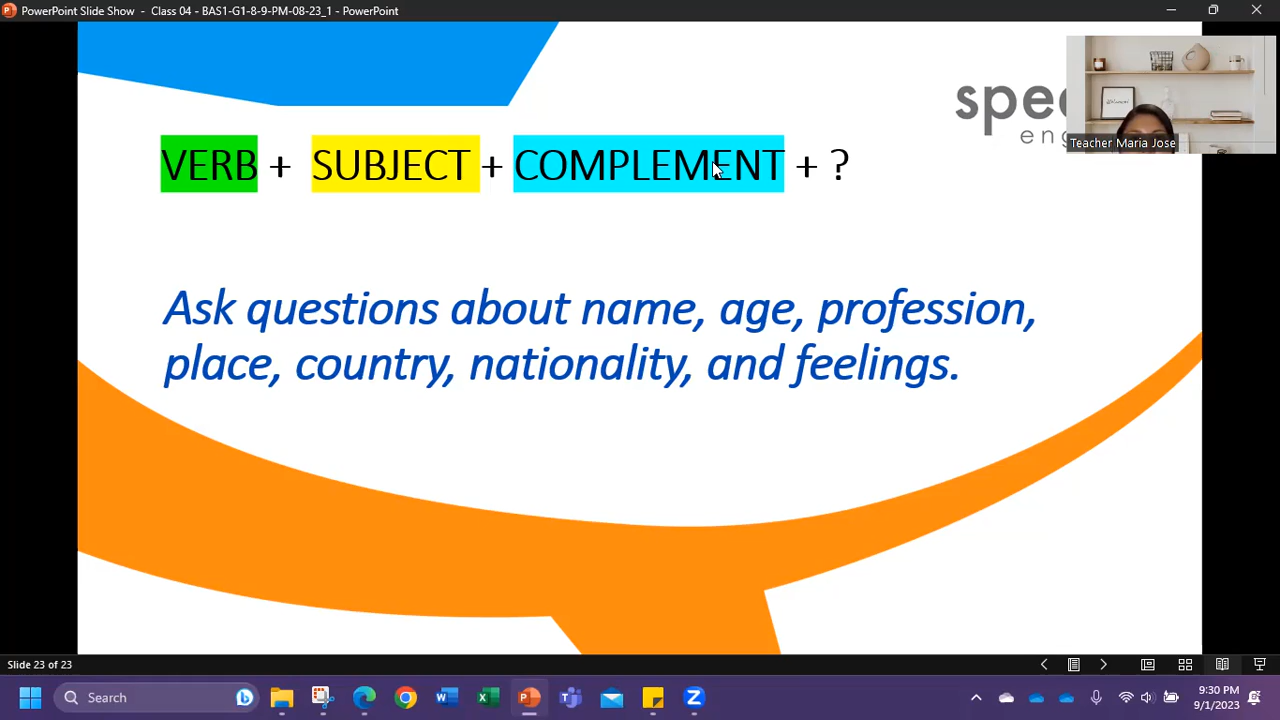 PowerPoint Slide Show - Class 04 - BAS1-G1-8-9-PM-08-23_1 - PowerPoint
Teacher Maria Jose
VERB + SUBJECT + COMPLEMENT + ?
Ask questions about name, age, profession,
place, country, nationality, and feelings.
Slide 23 of 23
Search
9:30 PM
9/1/2023